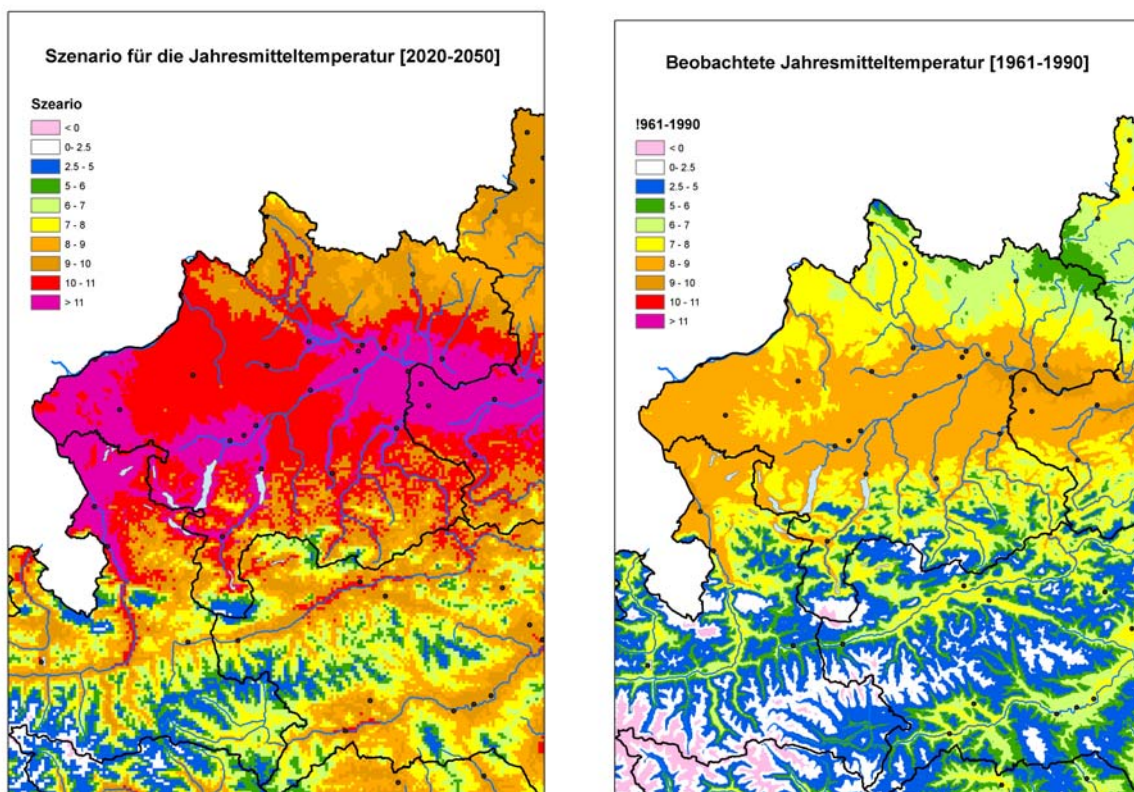 Szenario für die Jahresmitteltemperatur [2020-2050]
Szeario
< 0
0- 2.5
2.5 - 5
5 - 6
6 - 7
7 - 8
8 - 9
9 - 10
10 - 11
> 11
Beobachtete Jahresmitteltemperatur [1961-1990]
!961-1990
< 0
0- 2.5
2.5 - 5
5 - 6
6 - 7
7 - 8
8 - 9
9 - 10
10 - 11
> 11